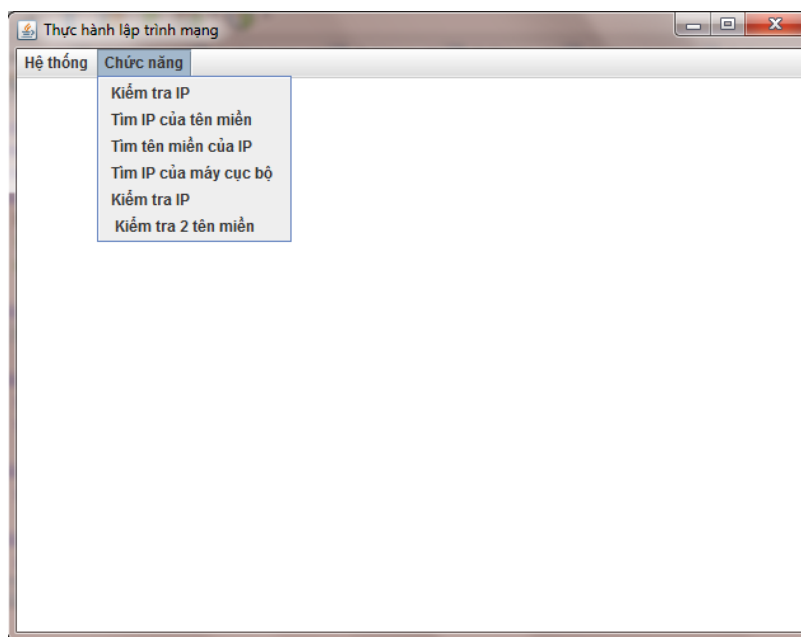 Thực hành lập trình mạng
Hệ thống Chức năng
Kiểm tra IP
Tìm IP của tên miền
Tìm tên miền của IP
Tìm IP của máy cục bộ
Kiểm tra IP
Kiểm tra 2 tên miền